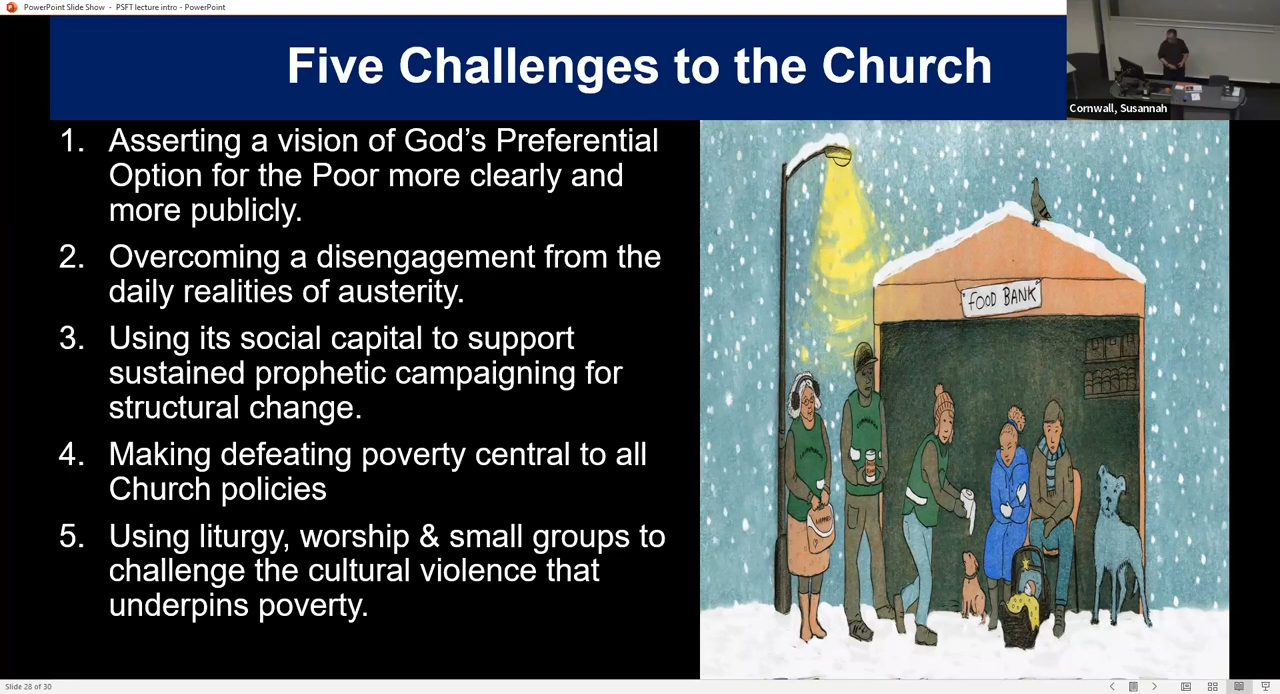 PowerPoint Slide Show - PSFT lecture intro - PowerPoint
Five Challenges to the Church
Cornwall, Susannah
1. Asserting a vision of God’s Preferential
Option for the Poor more clearly and
more publicly.
2. Overcoming a disengagement from the
daily realities of austerity.
3. Using its social capital to support
sustained prophetic campaigning for
structural change.
4. Making defeating poverty central to all
Church policies
5. Using liturgy, worship & small groups to
challenge the cultural violence that
underpins poverty.
FOOD BANK
Slide 28 of 30